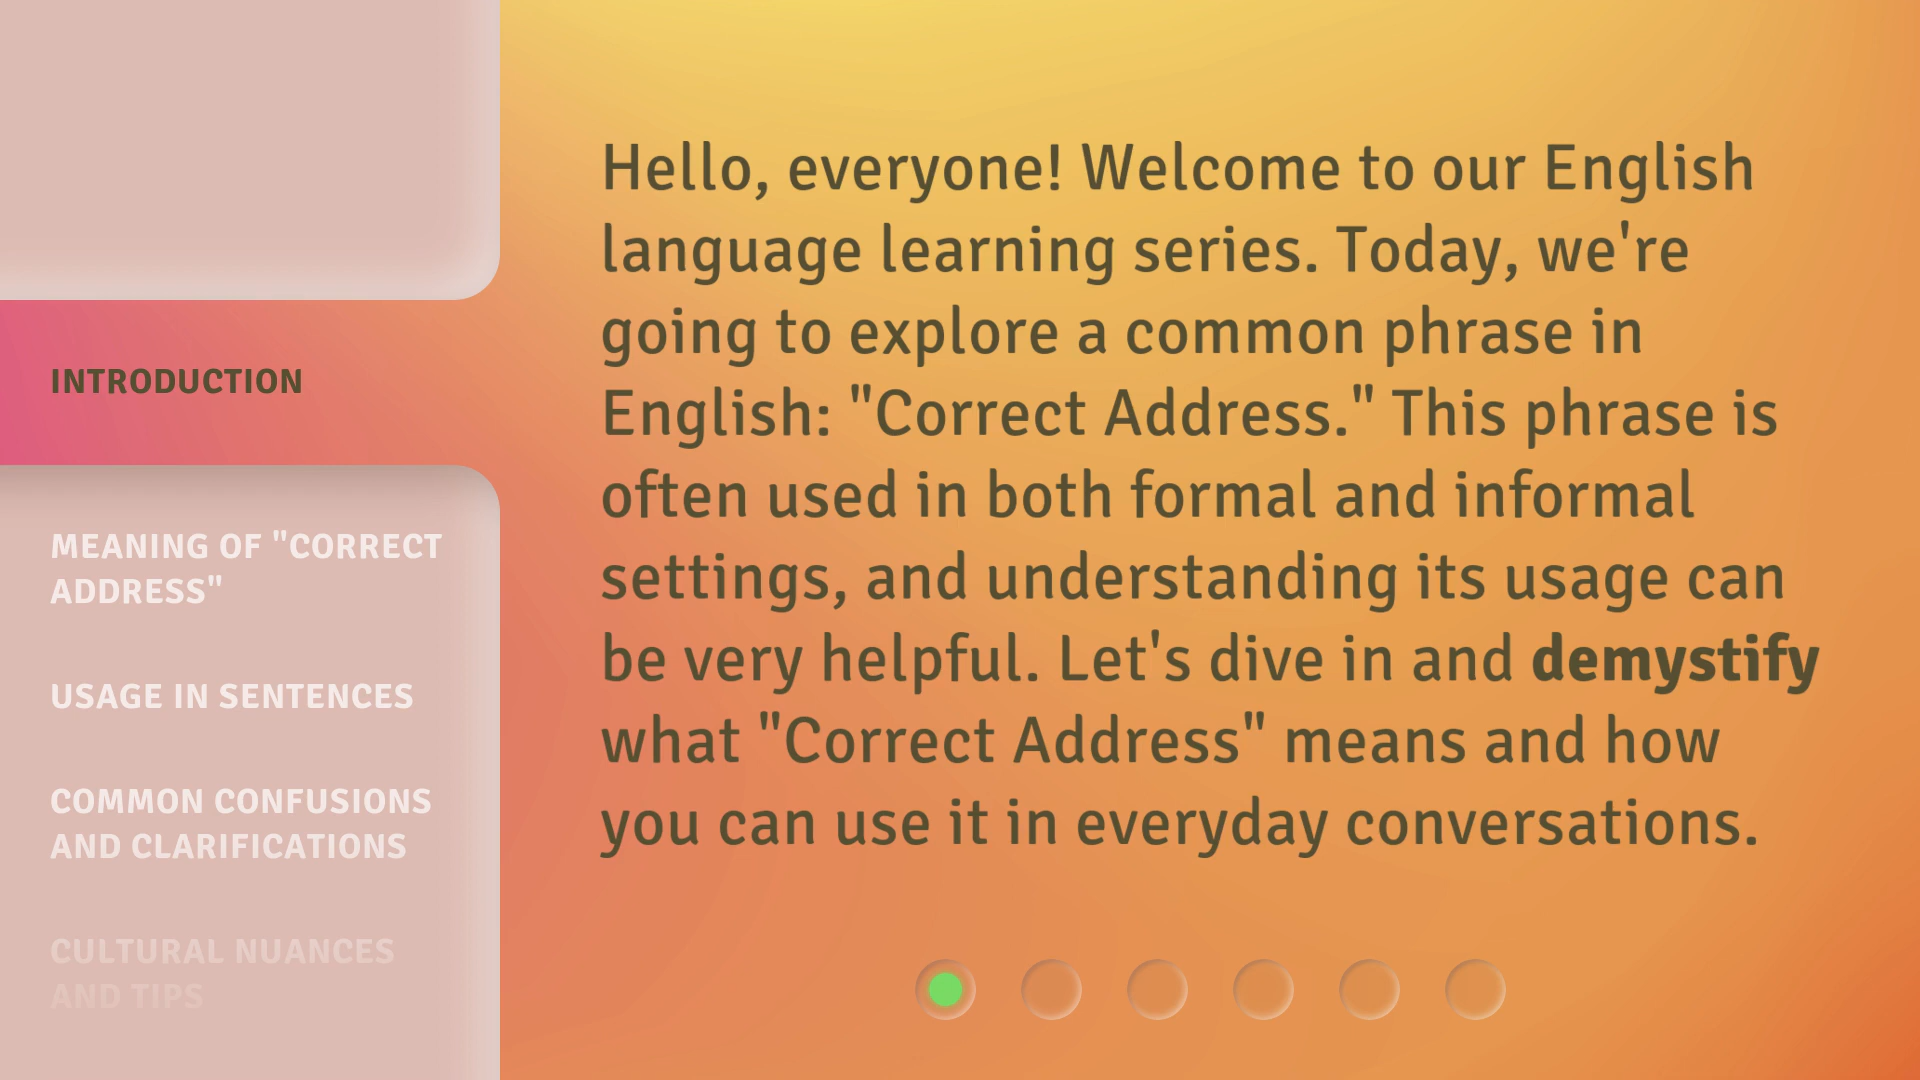 INTRODUCTION
MEANING OF "CORRECT
ADDRESS"
USAGE IN SENTENCES
COMMON CONFUSIONS
AND CLARIFICATIONS
CULTURAL NUANCES
AND TIPS
Hello, everyone! Welcome to our English
language learning series. Today, we're
going to explore a common phrase in
English: "Correct Address." This phrase is
often used in both formal and informal
settings, and understanding its usage can
be very helpful. Let's dive in and demystify
what "Correct Address" means and how
you can use it in everyday conversations.